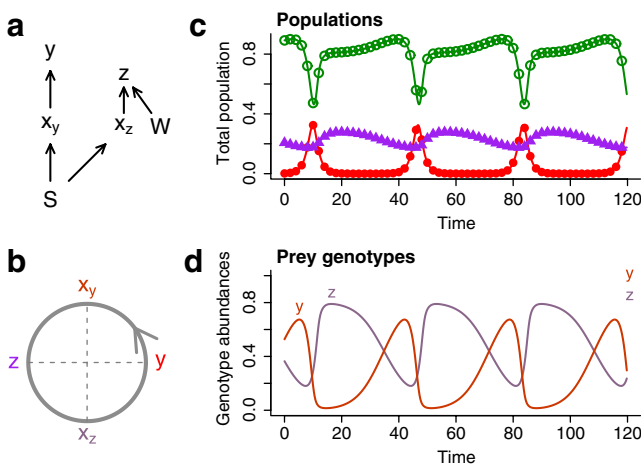 a
y
z
x_y
x_z
W
S
b
x_y
z
y
x_z
c
Populations
Total population
0.8
0.4
0.0
0 20 40 60 80 100 120
Time
d
Prey genotypes
Genotype abundances
0.8
0.4
0
y
z
y
z
0 20 40 60 80 100 120
Time